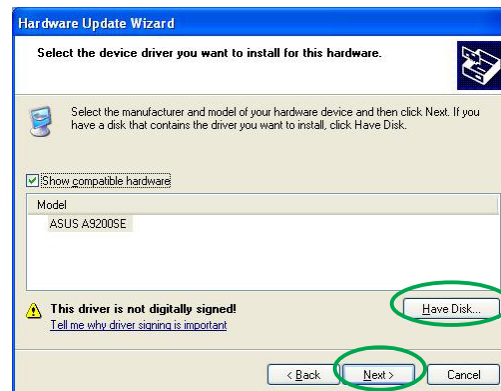 Hardware Update Wizard
Select the device driver you want to install for this hardware.
Select the manufacturer and model of your hardware device and then click Next. If you
have a disk that contains the driver you want to install, click Have Disk.
Show compatible hardware
Model
ASUS A9200SE
This driver is not digitally signed!
Have Disk...
Tell me why driver signing is important
< Back Next > Cancel